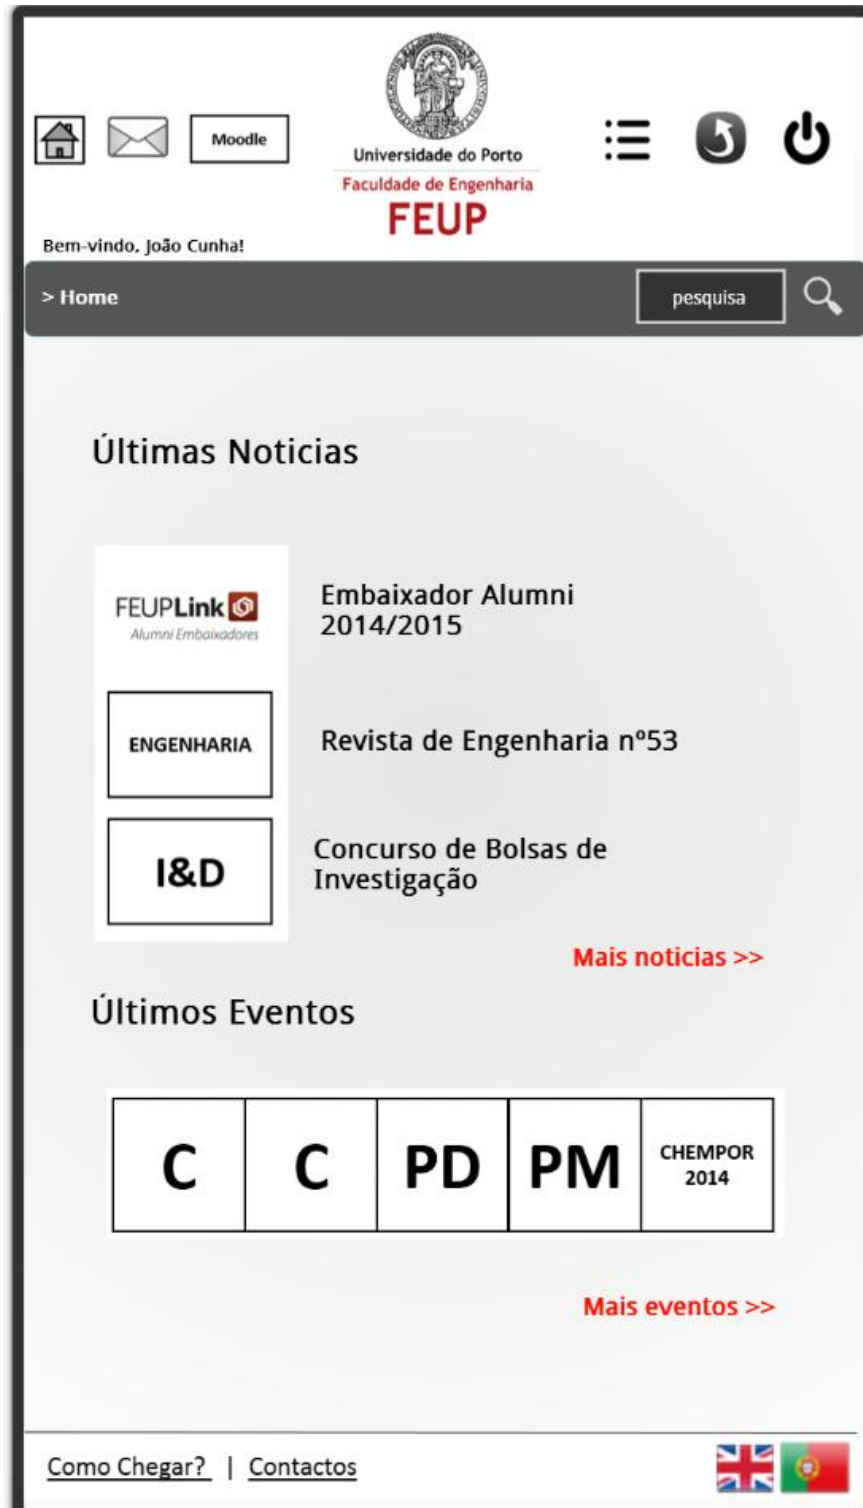 Moodle
Universidade do Porto
Faculdade de Engenharia
FEUP
Bem-vindo, João Cunha!
> Home
pesquisa
Últimas Noticias
FEUPLink
Alumni Embaixadores
Embaixador Alumni
2014/2015
ENGENHARIA
Revista de Engenharia nº53
I&D
Concurso de Bolsas de
Investigação
Mais noticias >>
Últimos Eventos
C C PD PM CHEMPOR
2014
Mais eventos >>
Como Chegar? | Contactos